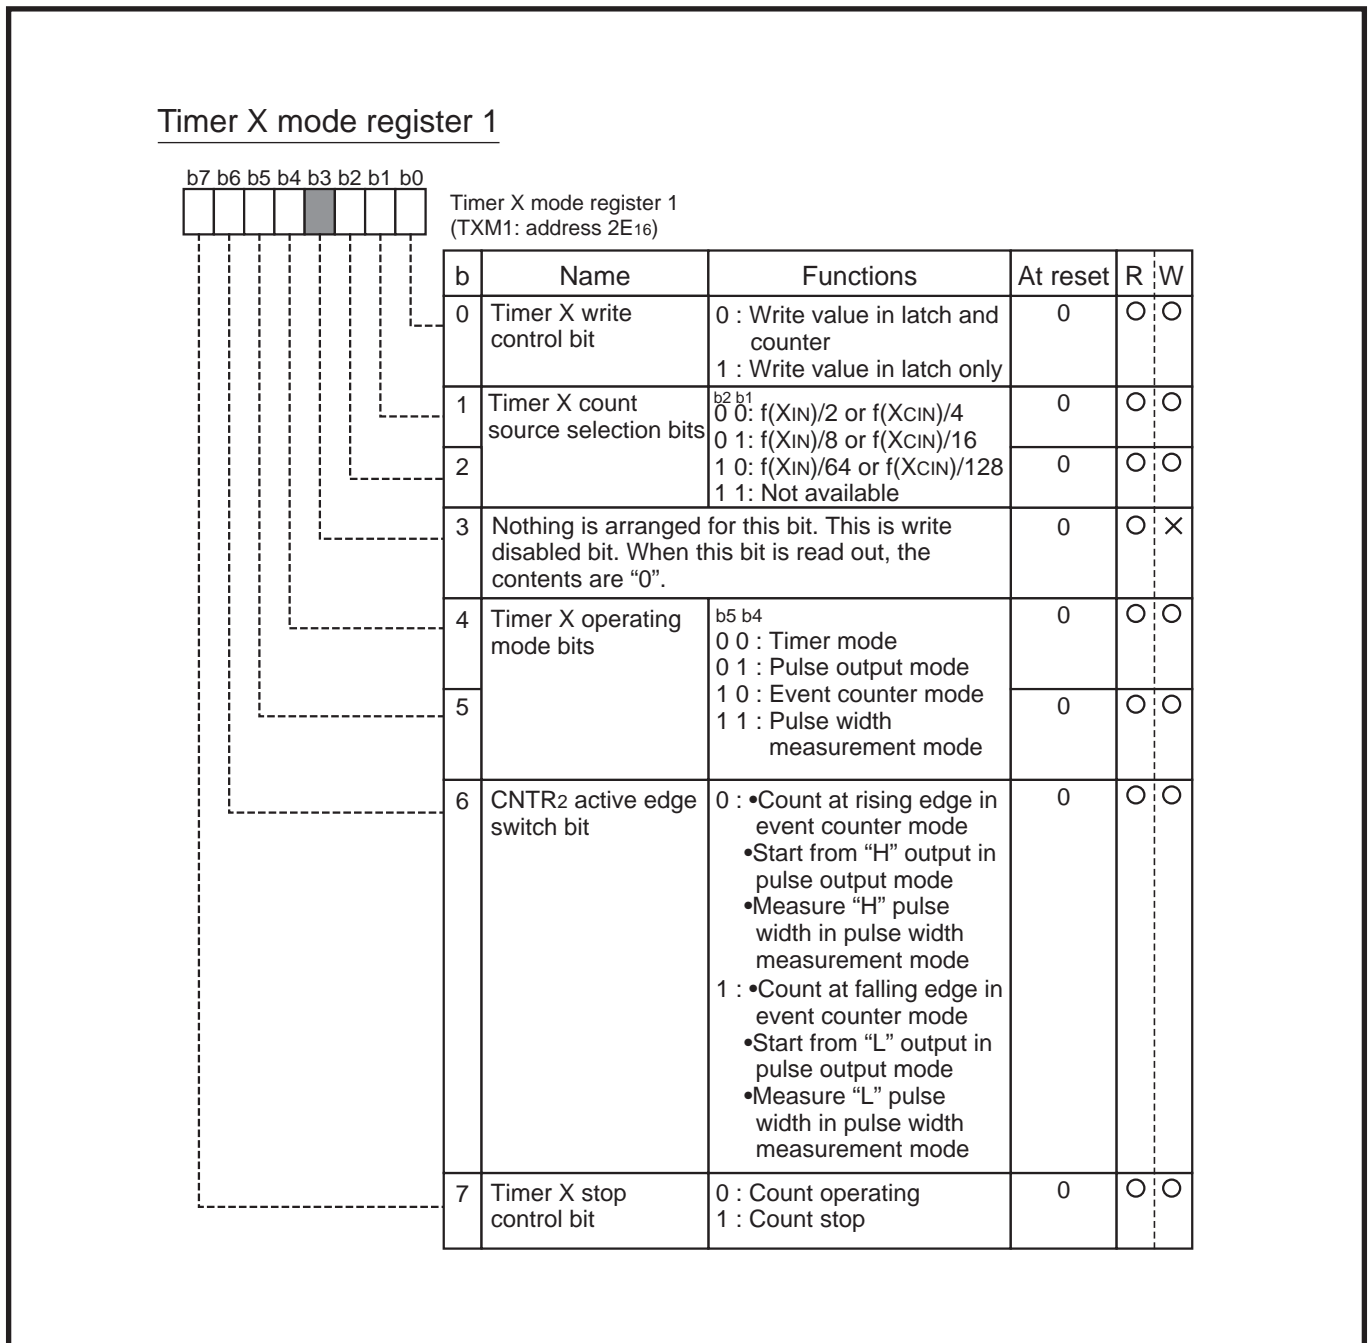 Timer X mode register 1
b7 b6 b5 b4 b3 b2 b1 b0
Timer X mode register 1
(TXM1: address 2E16)
b Name Functions At reset R W
0 Timer X write control bit
0 : Write value in latch and
counter
1 : Write value in latch only
0 ○ ○
1 Timer X count
source selection bits
b2 b1
0 0: f(XIN)/2 or f(XCIN)/4
0 1: f(XIN)/8 or f(XCIN)/16
1 0: f(XIN)/64 or f(XCIN)/128
1 1: Not available
0 ○ ○
2
0 ○ ○
3 Nothing is arranged for this bit. This is write
disabled bit. When this bit is read out, the
contents are “0”.
0 ○ ×
4 Timer X operating
mode bits
b5 b4
0 0 : Timer mode
0 1 : Pulse output mode
1 0 : Event counter mode
1 1 : Pulse width
measurement mode
0 ○ ○
5
0 ○ ○
6 CNTR2 active edge
switch bit
0 : •Count at rising edge in
event counter mode
•Start from “H” output in
pulse output mode
•Measure “H” pulse
width in pulse width
measurement mode
1 : •Count at falling edge in
event counter mode
•Start from “L” output in
pulse output mode
•Measure “L” pulse
width in pulse width
measurement mode
0 ○ ○
7 Timer X stop
control bit
0 : Count operating
1 : Count stop
0 ○ ○